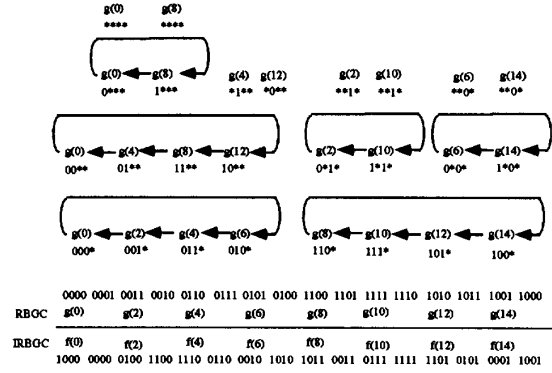 g(0) g(8)
**** ****
g(0) g(8) g(4) g(12) g(2) g(10) g(6) g(14)
0*** 1*** *1** *0** **1* **1* **0* **0*
g(0) g(4) g(8) g(12) g(2) g(10) g(6) g(14)
00** 01** 11** 10** 0*1* 1*1* 0*0* 1*0*
g(0) g(2) g(4) g(6) g(8) g(10) g(12) g(14)
000* 001* 011* 010* 110* 111* 101* 100*
0000 0001 0011 0010 0110 0111 0101 0100 1100 1101 1111 1110 1010 1011 1001 1000
RBGC g(0) g(2) g(4) g(6) g(8) g(10) g(12) g(14)
IRBGC f(0) f(2) f(4) f(6) f(8) f(10) f(12) f(14)
1000 0000 0100 1100 1110 0110 0010 1010 1011 0011 0111 1111 1101 0101 0001 1001